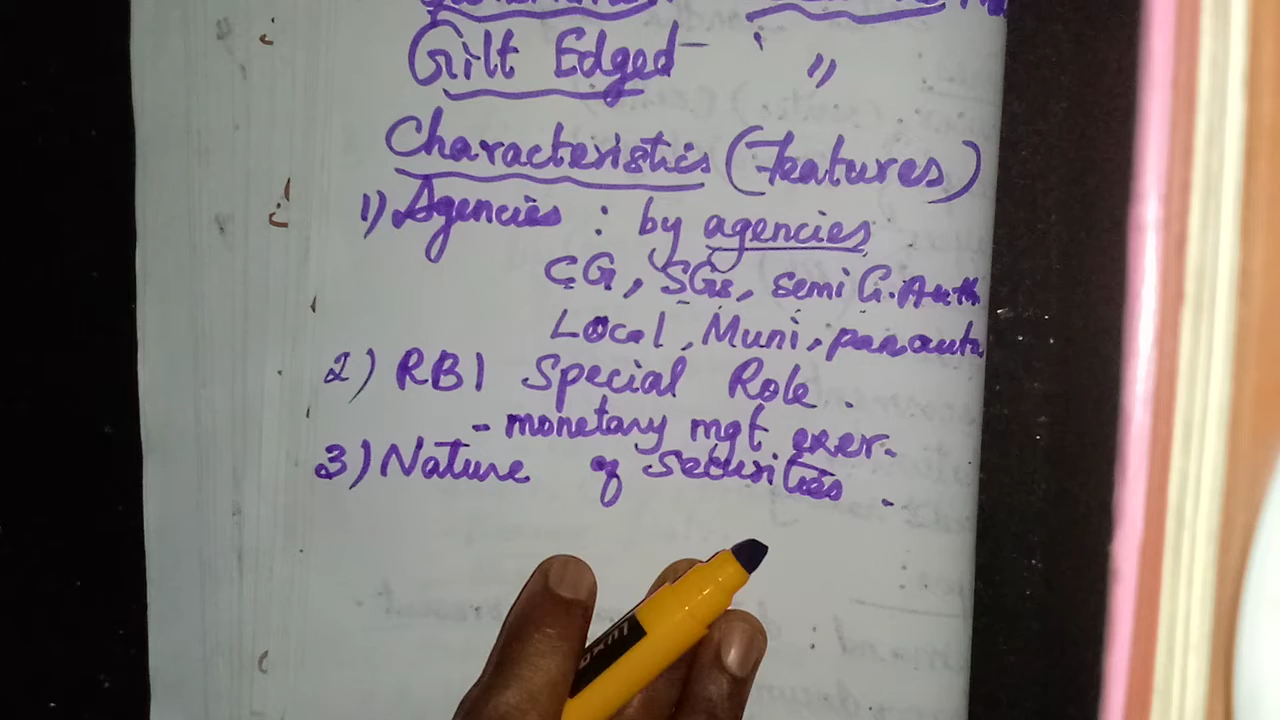 Gilt Edged - "
Characteristics (Features)
1) Agencies : by agencies
CG, SGs, Semi G. Auth
Local, Muni,
2) RBI Special Role.
- monetary mgt exer.
3) Nature of Securities.
LUXO